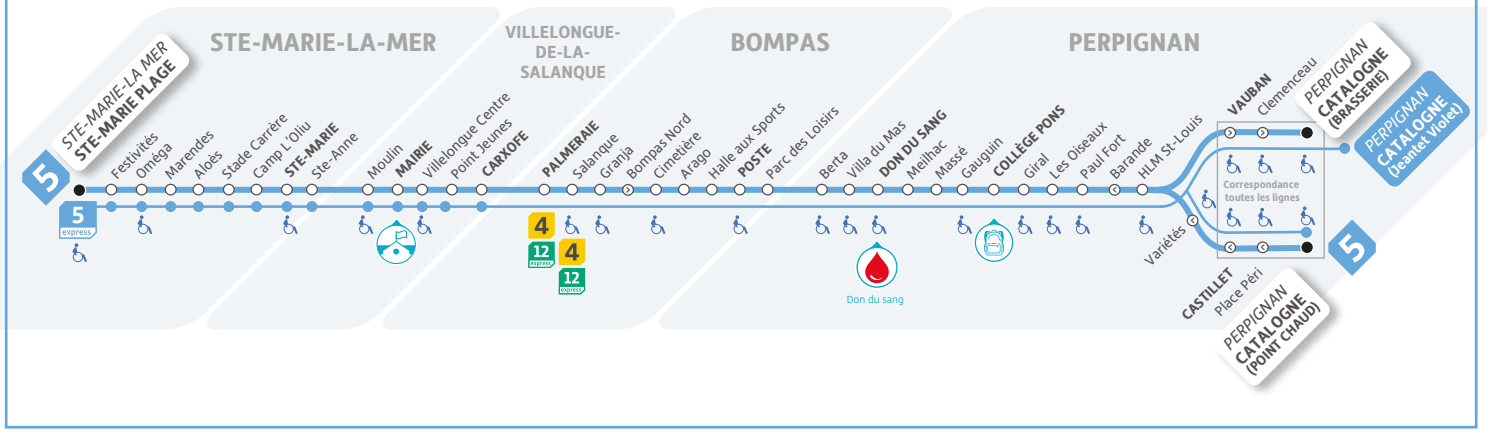 STE-MARIE-LA-MER
VILLELONGUE-
DE-LA-
SALANQUE
BOMPAS
PERPIGNAN
5
STE-MARIE-LA MER
STE-MARIE PLAGE
Festivités
Oméga
Marendes
Aloès
Stade Carrère
Camp L'Oliu
STE-MARIE
Ste-Anne
Moulin
MAIRIE
Villelongue Centre
Point Jeunes
CARXOFE
PALMERAIE
Salanque
Granja
Bompas Nord
Cimetière
Arago
Halle aux Sports
POSTE
Parc des Loisirs
Berta
Villa du Mas
DON DU SANG
Meilhac
Massé
Gauguin
COLLÈGE PONS
Giral
Les Oiseaux
Paul Fort
Barande
HLM St-Louis
VAUBAN
Clemenceau
PERPIGNAN
CATALOGNE
(BRASSERIE)
PERPIGNAN
CATALOGNE
(Jeantet Violet)
Correspondance
toutes les lignes
Variétés
CASTILLET
Place Péri
PERPIGNAN
CATALOGNE
(POINT CHAUD)
5
5
express
4
12
express
4
12
express
Don du sang